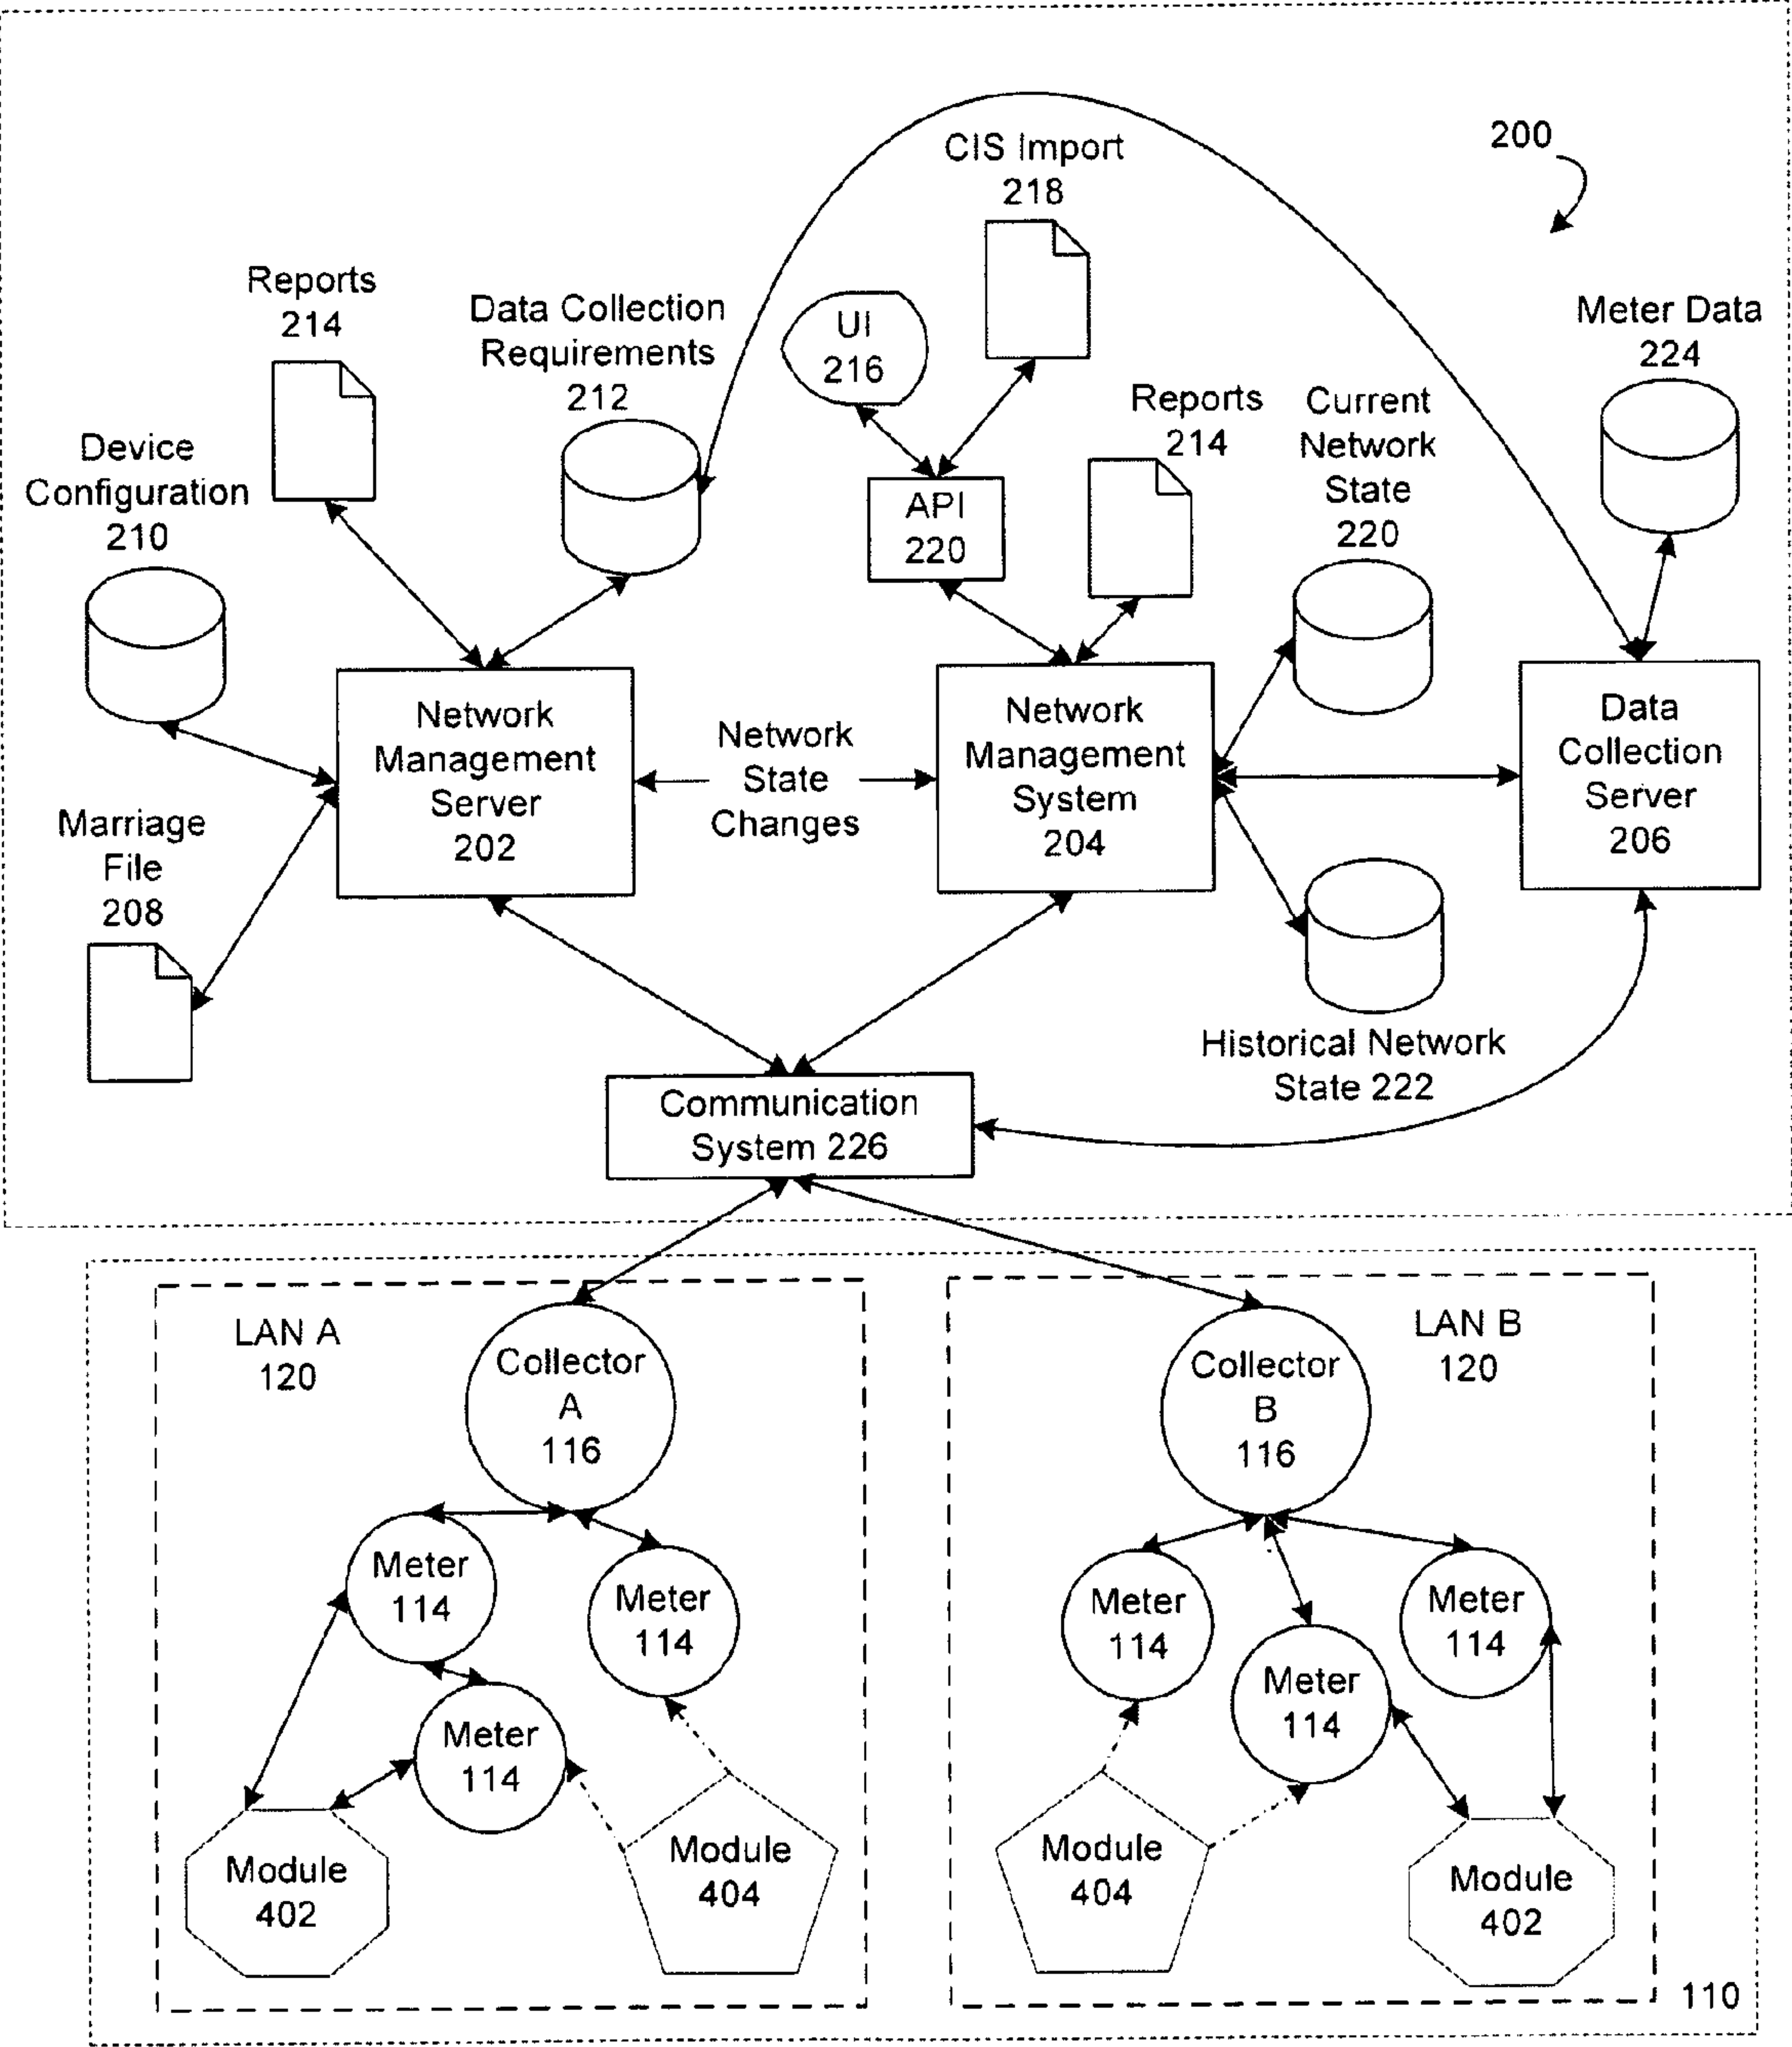 200
CIS Import
218
Reports
214
Data Collection
Requirements
212
UI
216
Meter Data
224
Reports
214
Current
Network
State
220
Device
Configuration
210
API
220
Network
Management
Server
202
Network
State
Changes
Network
Management
System
204
Data
Collection
Server
206
Marriage
File
208
Historical Network
State 222
Communication
System 226
LAN A
120
Collector
A
116
LAN B
120
Collector
B
116
Meter
114
Meter
114
Meter
114
Module
402
Module
404
Meter
114
Meter
114
Meter
114
Module
404
Module
402
110